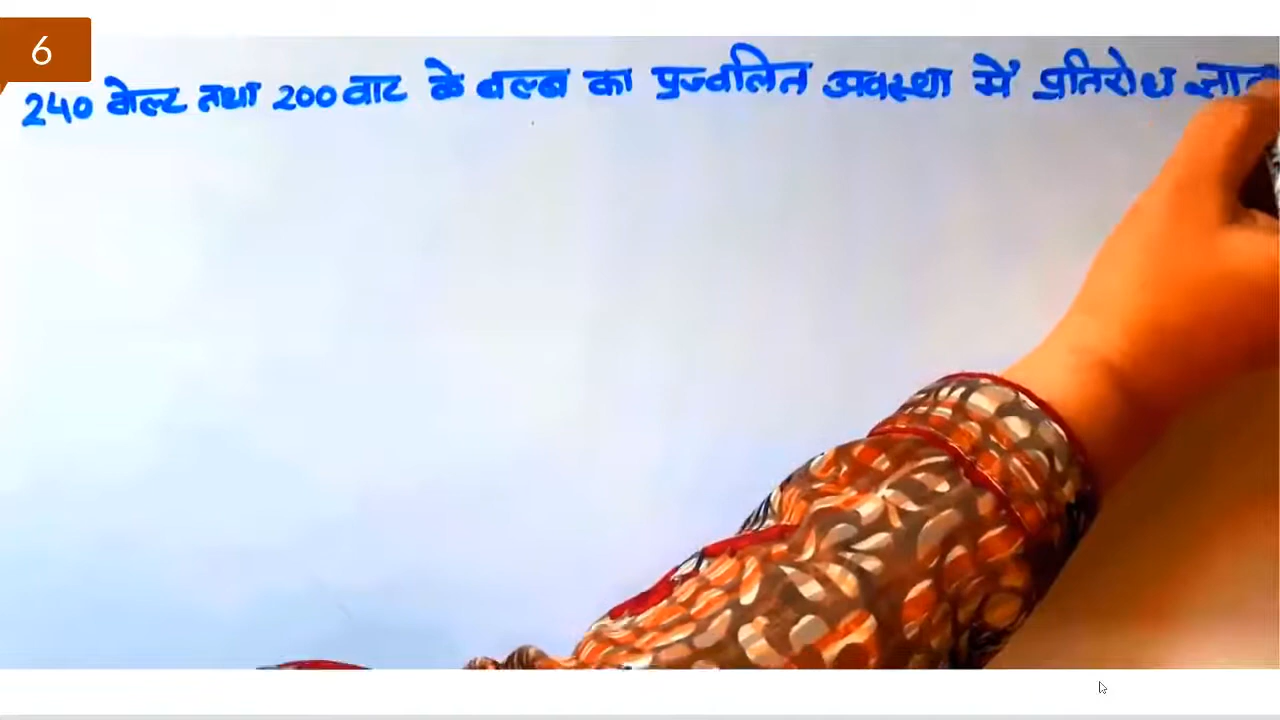 6
240 वोल्ट तथा 200 वाट के बल्ब का प्रज्वलित अवस्था में प्रतिरोध